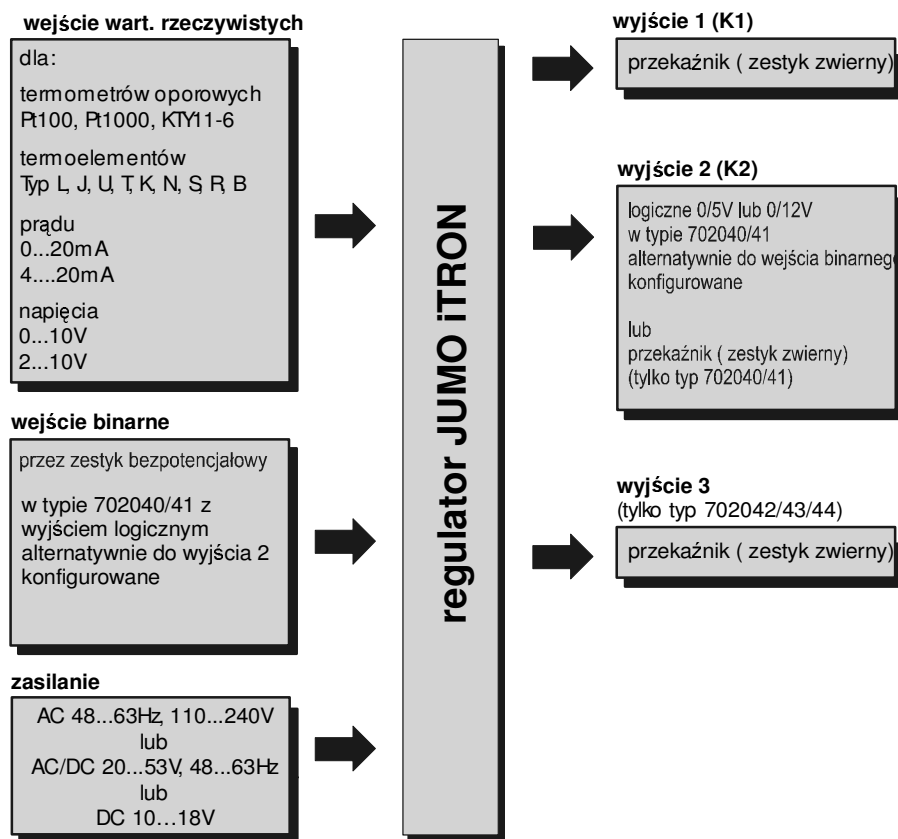 wejście wart. rzeczywistych
dla:
termometrów oporowych
Pt100, Pt1000, KTY11-6
termoelementów
Typ L, J, U, T, K, N, S, R, B
prądu
0...20mA
4....20mA
napięcia
0...10V
2...10V
wejście binarne
przez zestyk bezpotencjałowy
w typie 702040/41 z
wyjściem logicznym
alternatywnie do wyjścia 2
konfigurowane
zasilanie
AC 48...63Hz, 110...240V
lub
AC/DC 20...53V, 48...63Hz
lub
DC 10...18V
regulator JUMO iTRON
wyjście 1 (K1)
przekaźnik ( zestyk zwierny)
wyjście 2 (K2)
logiczne 0/5V lub 0/12V
w typie 702040/41
alternatywnie do wejścia binarnego
konfigurowane
lub
przekaźnik ( zestyk zwierny)
(tylko typ 702040/41)
wyjście 3
(tylko typ 702042/43/44)
przekaźnik ( zestyk zwierny)